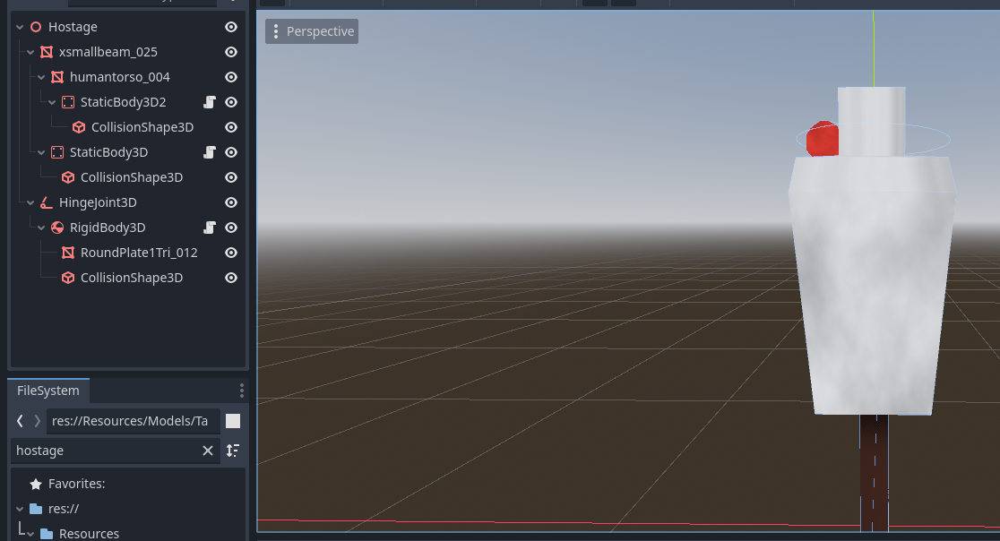 Hostage
xsmallbeam_025
humantorso_004
StaticBody3D2
CollisionShape3D
StaticBody3D
CollisionShape3D
HingeJoint3D
RigidBody3D
RoundPlate1Tri_012
CollisionShape3D
FileSystem
res://Resources/Models/Ta
hostage
Favorites:
res://
Resources
Perspective